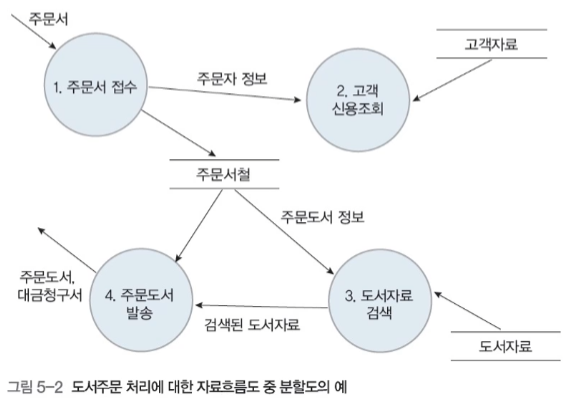 주문서
고객자료
1. 주문서 접수
주문자 정보
2. 고객
신용조회
주문서철
주문도서 정보
주문도서,
대금청구서
4. 주문도서
발송
검색된 도서자료
3. 도서자료
검색
도서자료
그림 5-2 도서주문 처리에 대한 자료흐름도 중 분할도의 예